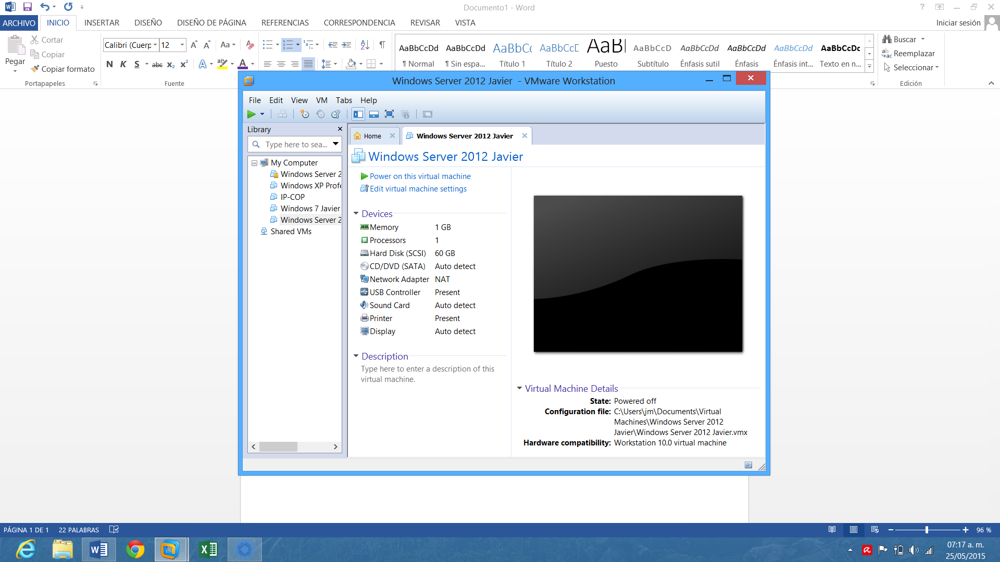 Documento1 - Word
ARCHIVO INICIO INSERTAR DISEÑO DISEÑO DE PÁGINA REFERENCIAS CORRESPONDENCIA REVISAR VISTA Iniciar sesión
Pegar
Cortar
Copiar
Copiar formato
Portapapeles
Calibri (Cuerp 12 Aa
N K S abc x₂ x² A ab A
Fuente
AaBbCcDd AaBbCcDd AaBbCc AaBbCcD AaB AaBbCcD AaBbCcDd AaBbCcDd AaBbCcDd AaBbCcDc
¶ Normal ¶ Sin espa... Título 1 Título 2 Puesto Subtítulo Énfasis sutil Énfasis Énfasis int... Texto en n...
Buscar
Reemplazar
Seleccionar
Edición
Windows Server 2012 Javier - VMware Workstation
File Edit View VM Tabs Help
Library
Type here to sea...
My Computer
Windows Server 2
Windows XP Profe
IP-COP
Windows 7 Javier
Windows Server 2
Shared VMs
Home Windows Server 2012 Javier
Windows Server 2012 Javier
Power on this virtual machine
Edit virtual machine settings
Devices
Memory 1 GB
Processors 1
Hard Disk (SCSI) 60 GB
CD/DVD (SATA) Auto detect
Network Adapter NAT
USB Controller Present
Sound Card Auto detect
Printer Present
Display Auto detect
Description
Type here to enter a description of this
virtual machine.
Virtual Machine Details
State: Powered off
Configuration file: C:\Users\jm\Documents\Virtual
Machines\Windows Server 2012
Javier\Windows Server 2012 Javier.vmx
Hardware compatibility: Workstation 10.0 virtual machine
PÁGINA 1 DE 1 22 PALABRAS 96 %
07:17 a. m.
25/05/2015